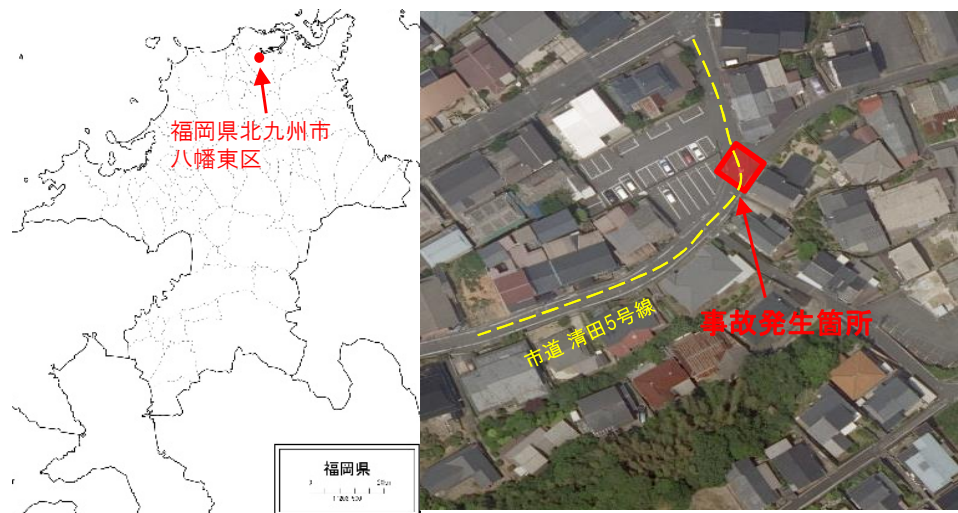 福岡県北九州市
八幡東区
福岡県
市道 清田5号線
事故発生箇所